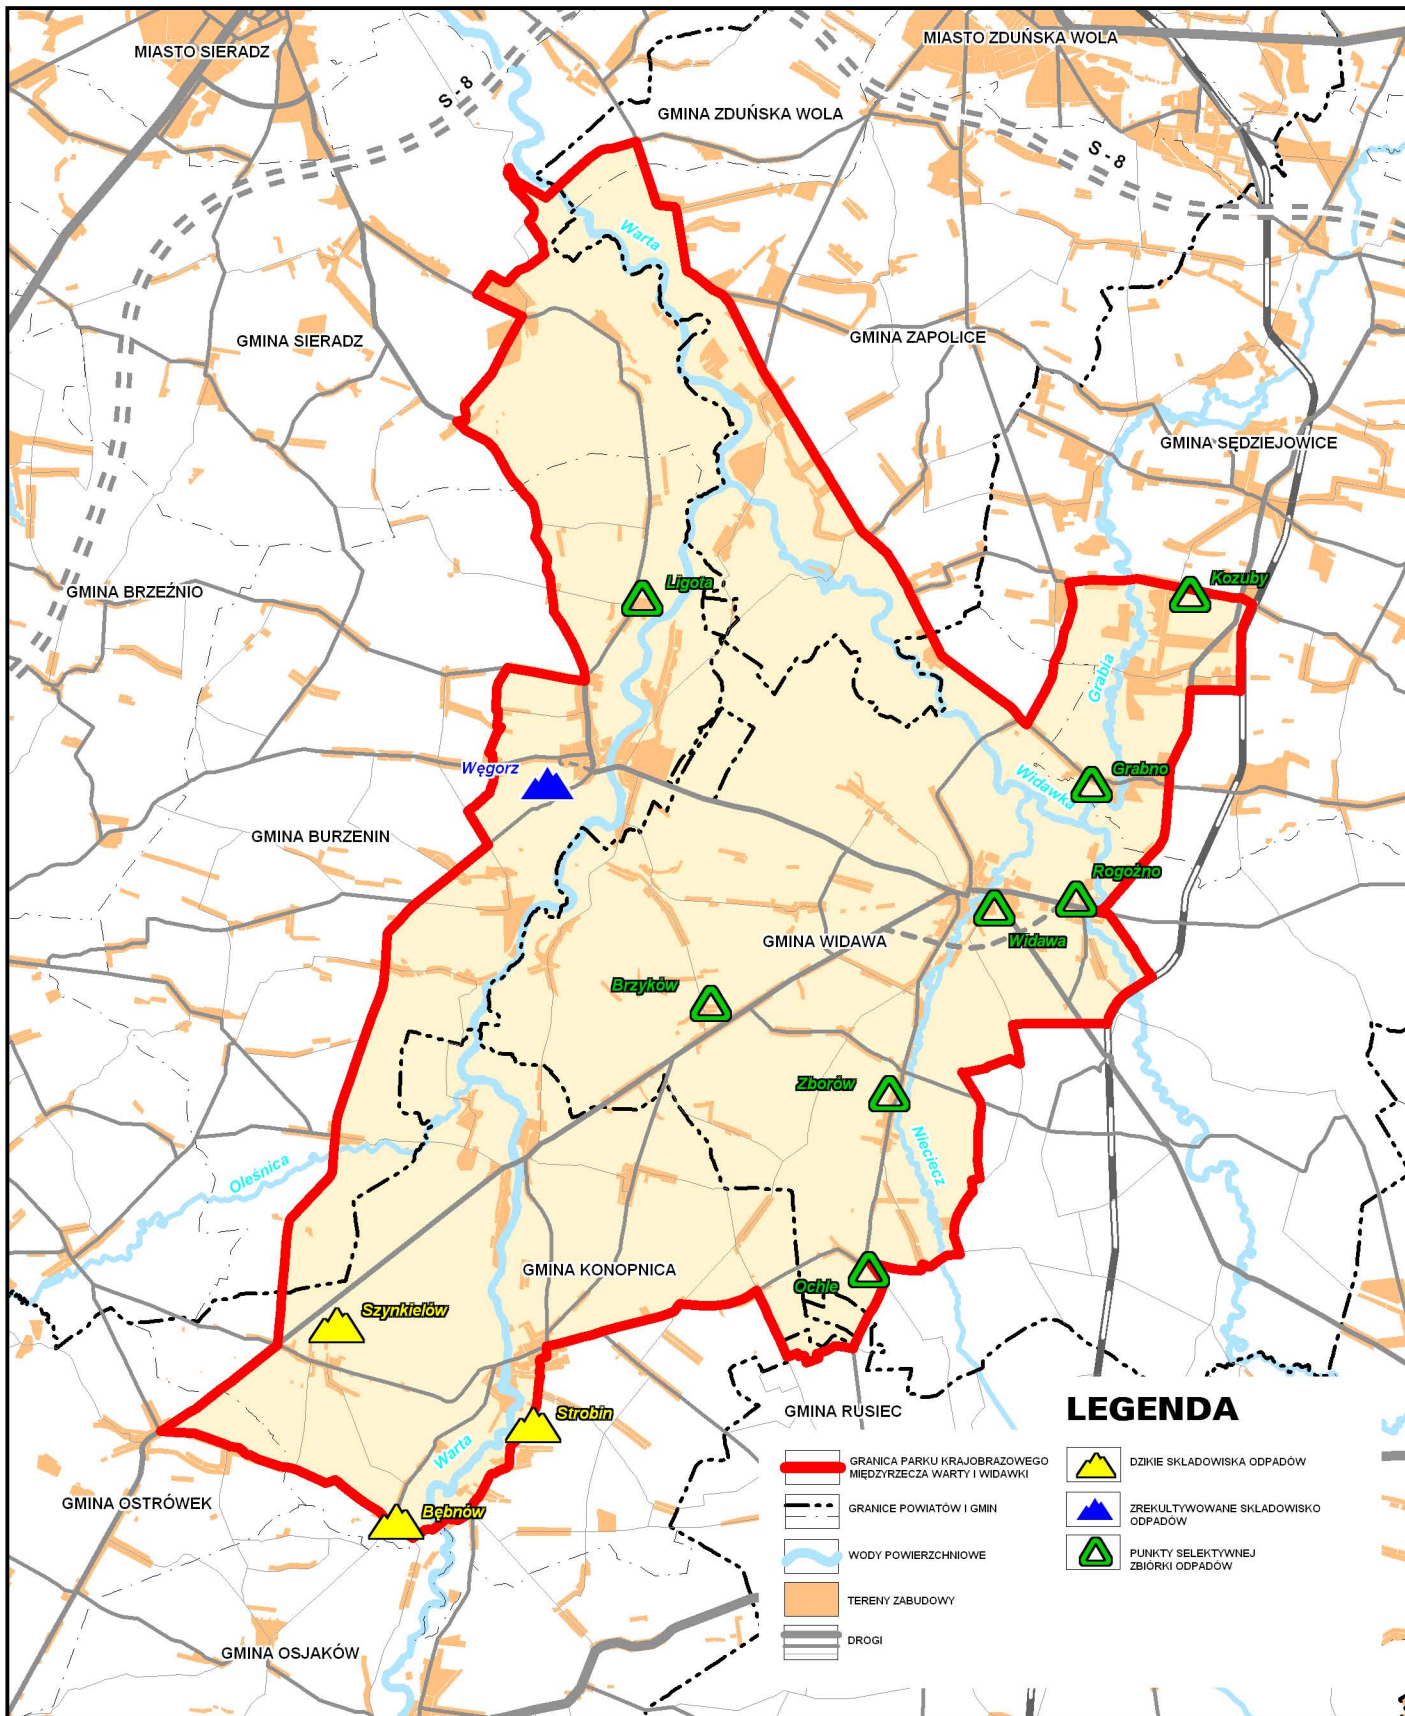 MIASTO SIERADZ
MIASTO ZDUŃSKA WOLA
S - 8
GMINA ZDUŃSKA WOLA
S - 8
Warta
GMINA SIERADZ
GMINA ZAPOLICE
GMINA SĘDZIEJOWICE
GMINA BRZEŹNIO
Ligota
Kozuby
Grabia
Węgorz
Widawka
Grabno
GMINA BURZENIN
Rogoźno
GMINA WIDAWA
Widawa
Brzyków
Zborów
Nieciecz
Oleśnica
GMINA KONOPNICA
Ochle
Szynkielów
Strobin
Warta
Bębnów
GMINA OSTRÓWEK
GMINA OSJAKÓW
GMINA RUSIEC
LEGENDA
GRANICA PARKU KRAJOBRAZOWEGO
MIĘDZYRZECZA WARTY I WIDAWKI
GRANICE POWIATÓW I GMIN
WODY POWIERZCHNIOWE
TERENY ZABUDOWY
DROGI
DZIKIE SKŁADOWISKA ODPADÓW
ZREKULTYWOWANE SKŁADOWISKO
ODPADÓW
PUNKTY SELEKTYWNEJ
ZBIÓRKI ODPADÓW